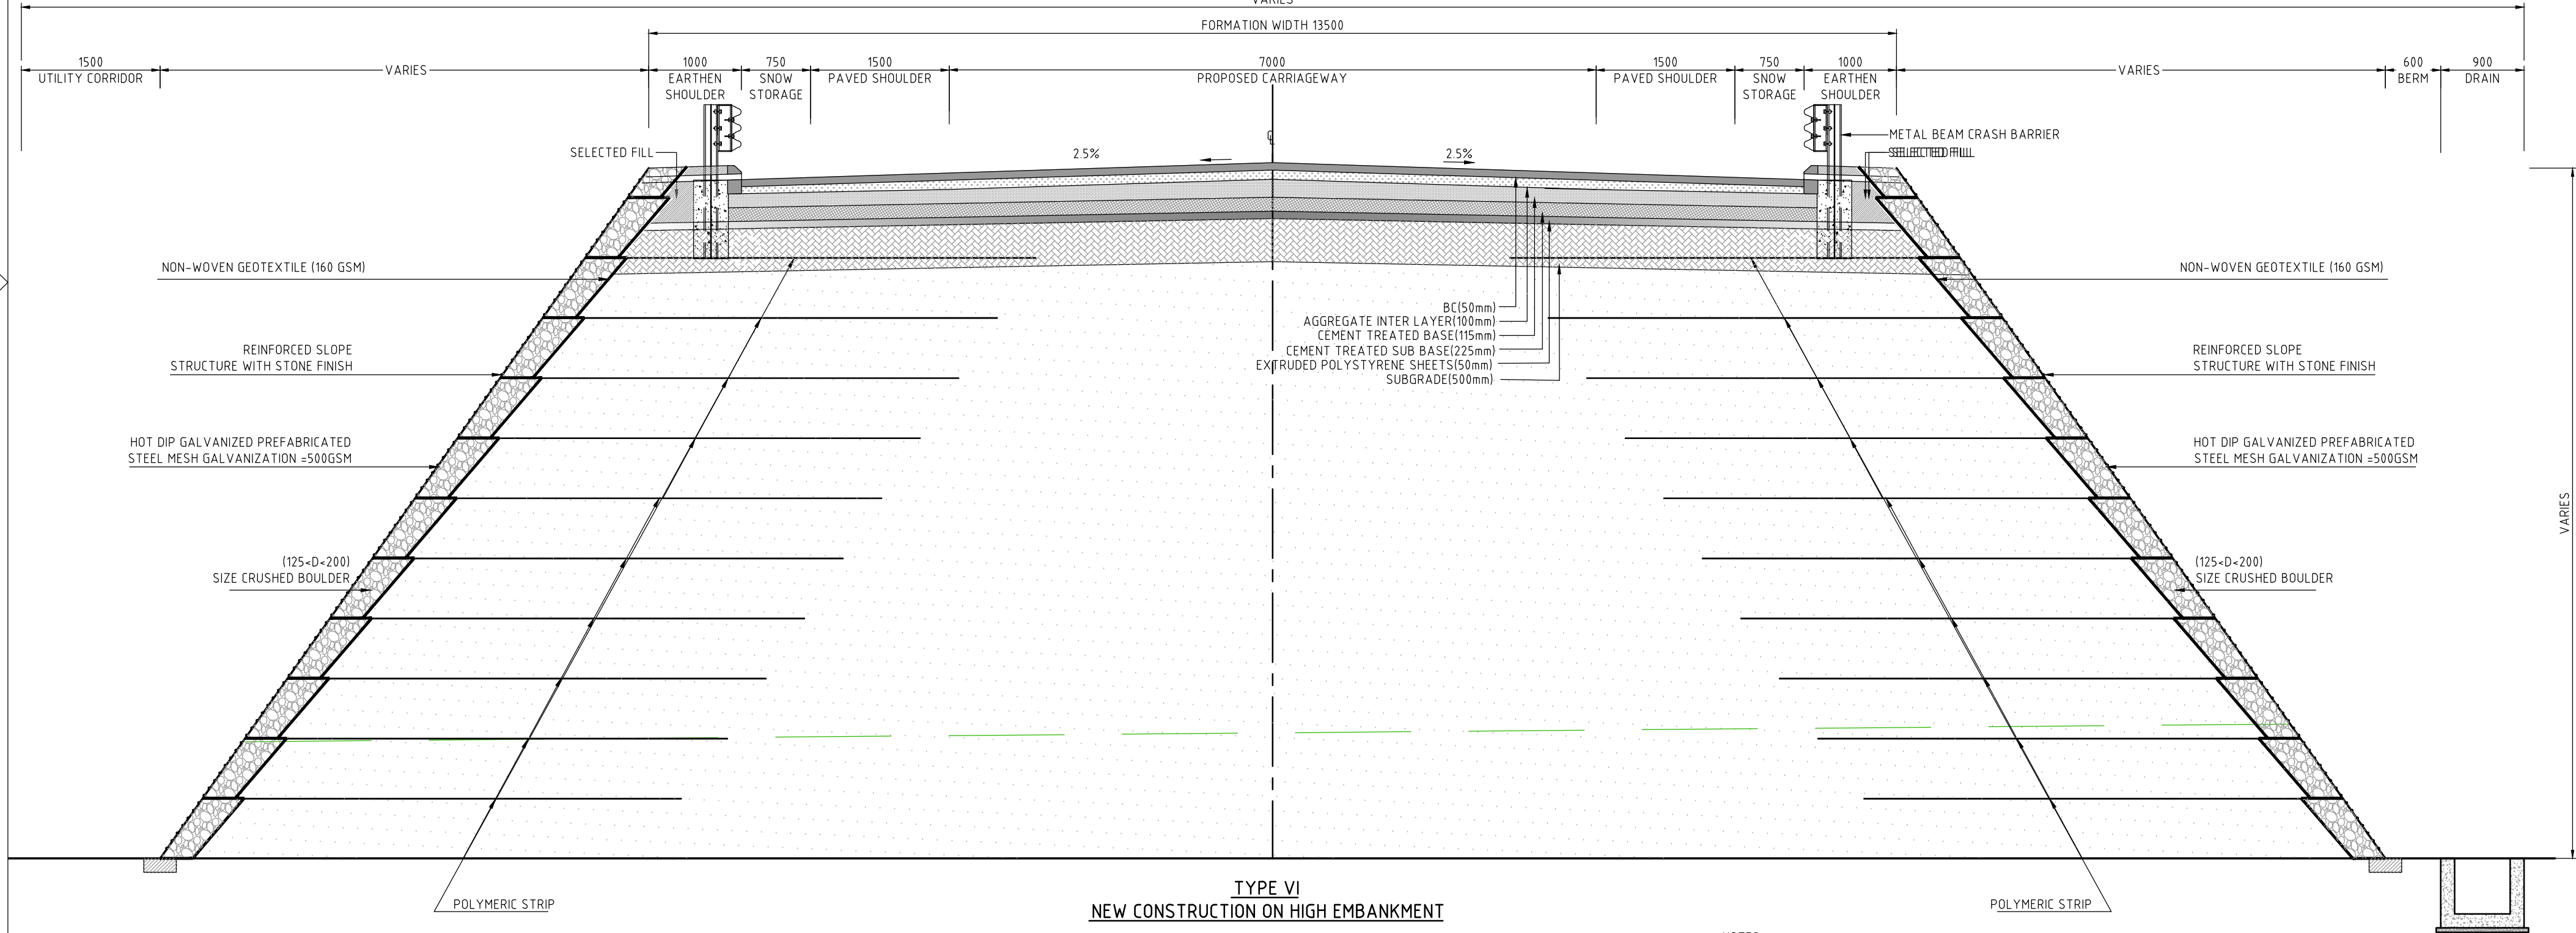 VARIES
FORMATION WIDTH 13500
1500
UTILITY CORRIDOR
VARIES
1000
EARTHEN
SHOULDER
750
SNOW
STORAGE
1500
PAVED SHOULDER
7000
PROPOSED CARRIAGEWAY
1500
PAVED SHOULDER
750
SNOW
STORAGE
1000
EARTHEN
SHOULDER
VARIES
600
BERM
900
DRAIN
SELECTED FILL
2.5%
2.5%
METAL BEAM CRASH BARRIER
SELECTED FILL
NON-WOVEN GEOTEXTILE (160 GSM)
REINFORCED SLOPE
STRUCTURE WITH STONE FINISH
HOT DIP GALVANIZED PREFABRICATED
STEEL MESH GALVANIZATION =500GSM
(125<D<200)
SIZE CRUSHED BOULDER
BC(50mm)
AGGREGATE INTER LAYER(100mm)
CEMENT TREATED BASE(115mm)
CEMENT TREATED SUB BASE(225mm)
EXTRUDED POLYSTYRENE SHEETS(50mm)
SUBGRADE(500mm)
NON-WOVEN GEOTEXTILE (160 GSM)
REINFORCED SLOPE
STRUCTURE WITH STONE FINISH
HOT DIP GALVANIZED PREFABRICATED
STEEL MESH GALVANIZATION =500GSM
(125<D<200)
SIZE CRUSHED BOULDER
VARIES
POLYMERIC STRIP
POLYMERIC STRIP
TYPE VI
NEW CONSTRUCTION ON HIGH EMBANKMENT